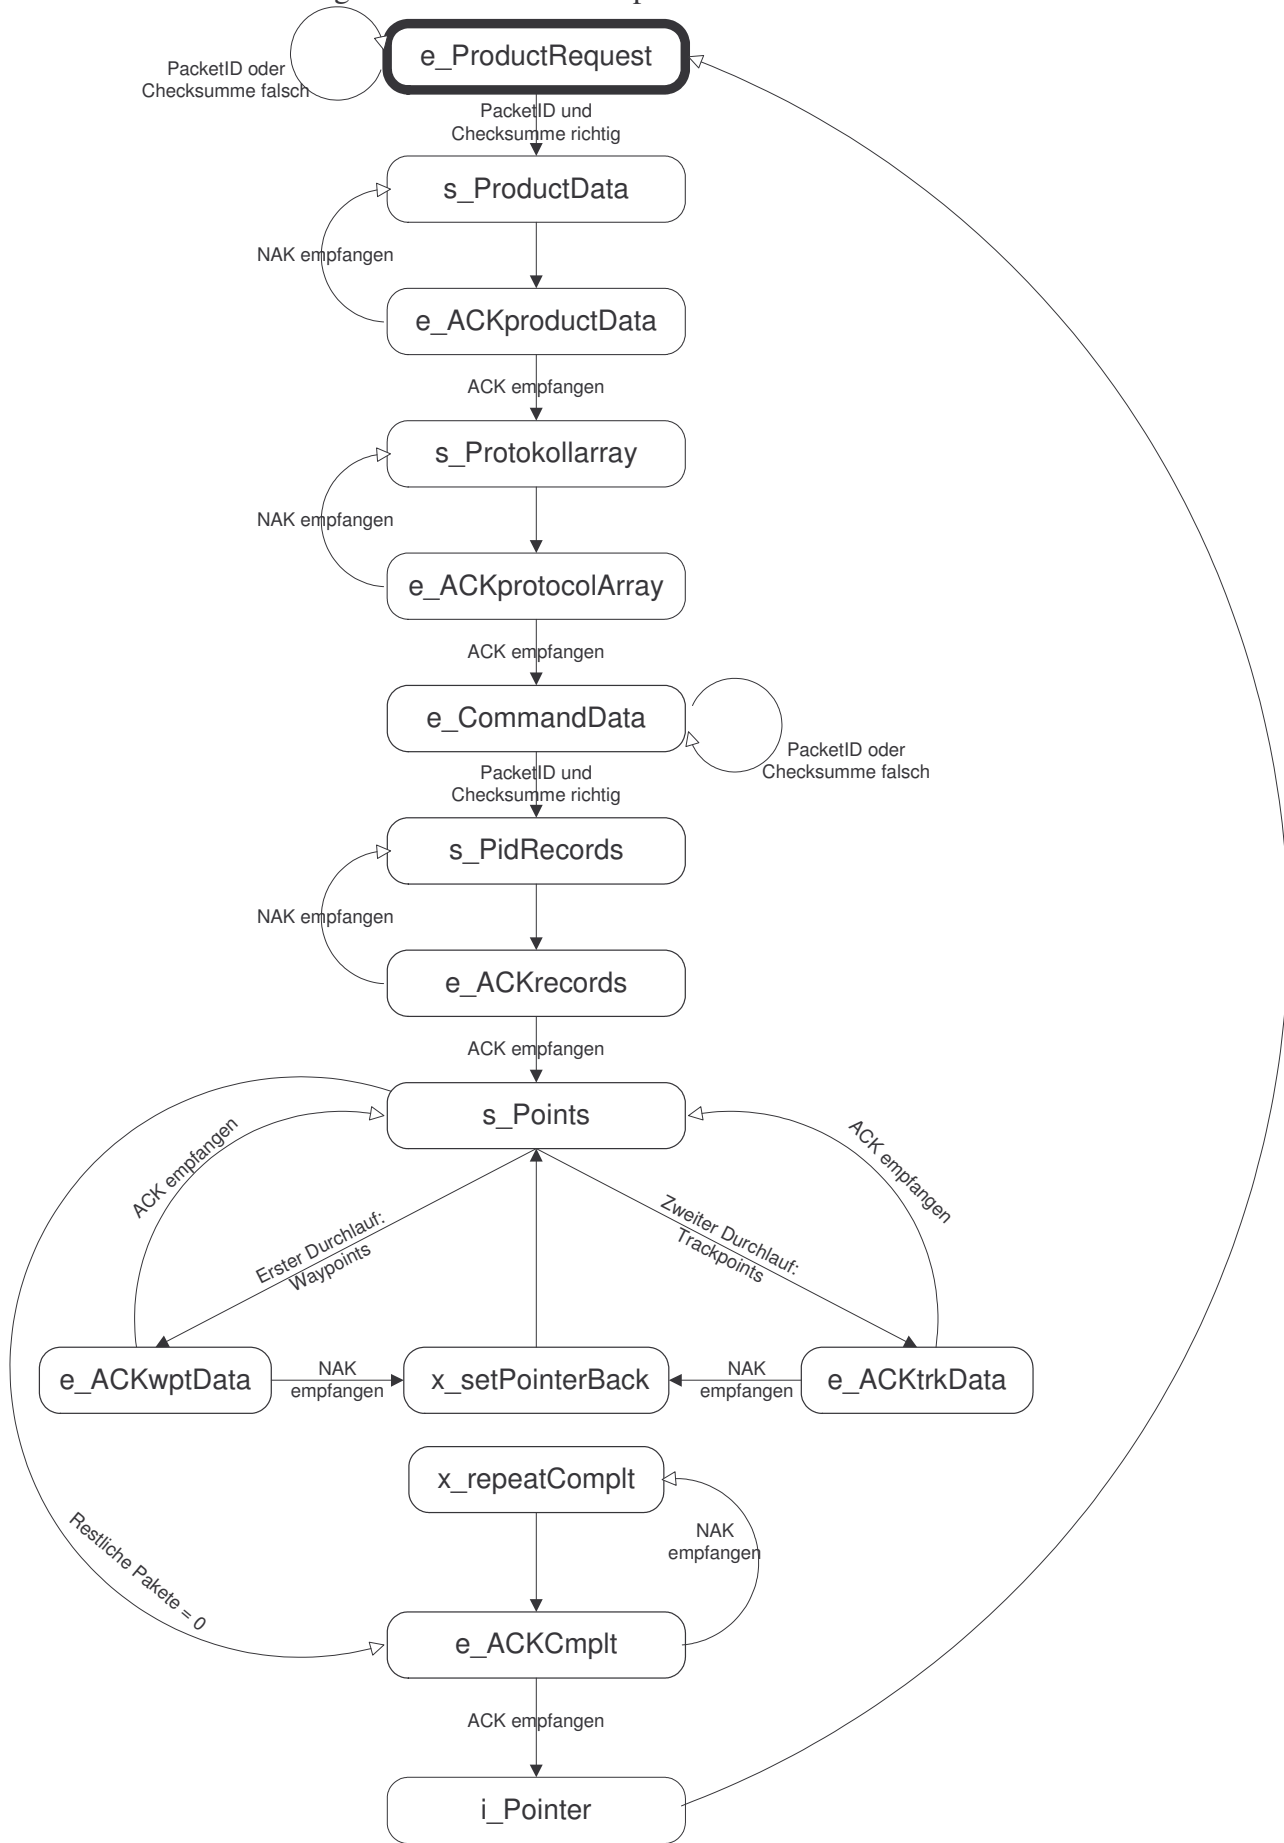 e_ProductRequest
PacketID oder
Checksumme falsch
PacketID und
Checksumme richtig
s_ProductData
NAK empfangen
e_ACKproductData
ACK empfangen
s_Protokollarray
NAK empfangen
e_ACKprotocolArray
ACK empfangen
e_CommandData
PacketID oder
Checksumme falsch
PacketID und
Checksumme richtig
s_PidRecords
NAK empfangen
e_ACKrecords
ACK empfangen
s_Points
ACK empfangen
ACK empfangen
Erster Durchlauf:
Waypoints
Zweiter Durchlauf:
Trackpoints
e_ACKwptData
NAK
empfangen
x_setPointerBack
NAK
empfangen
e_ACKtrkData
x_repeatComplt
NAK
empfangen
Restliche Pakete = 0
e_ACKCmplt
ACK empfangen
i_Pointer